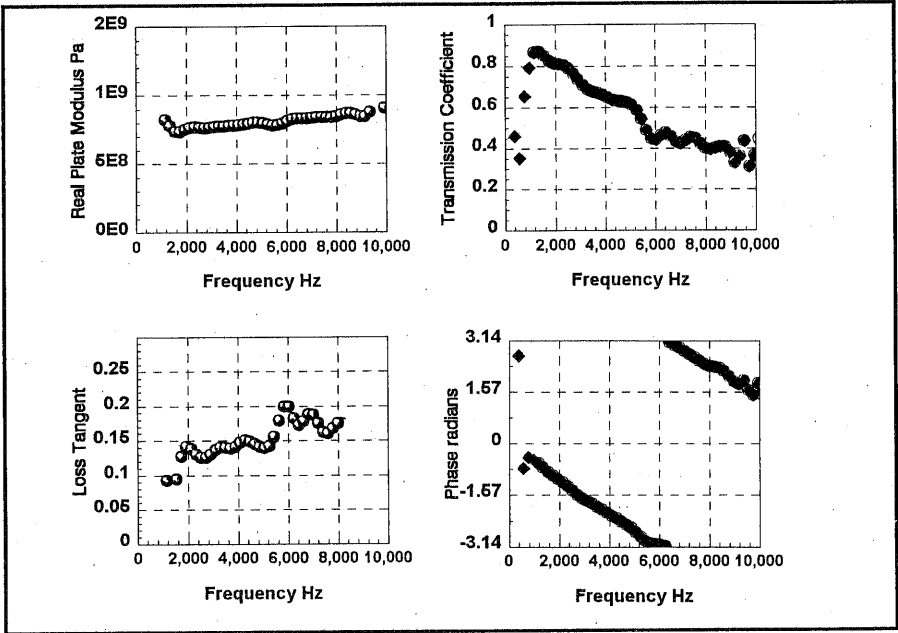 Real Plate Modulus Pa
2E9
1E9
5E8
0E0
0 2,000 4,000 6,000 8,000 10,000
Frequency Hz
Transmission Coefficient
1
0.8
0.6
0.4
0.2
0
0 2,000 4,000 6,000 8,000 10,000
Frequency Hz
Loss Tangent
0.25
0.2
0.15
0.1
0.05
0
0 2,000 4,000 6,000 8,000 10,000
Frequency Hz
Phase radians
3.14
1.57
0
-1.57
-3.14
0 2,000 4,000 6,000 8,000 10,000
Frequency Hz